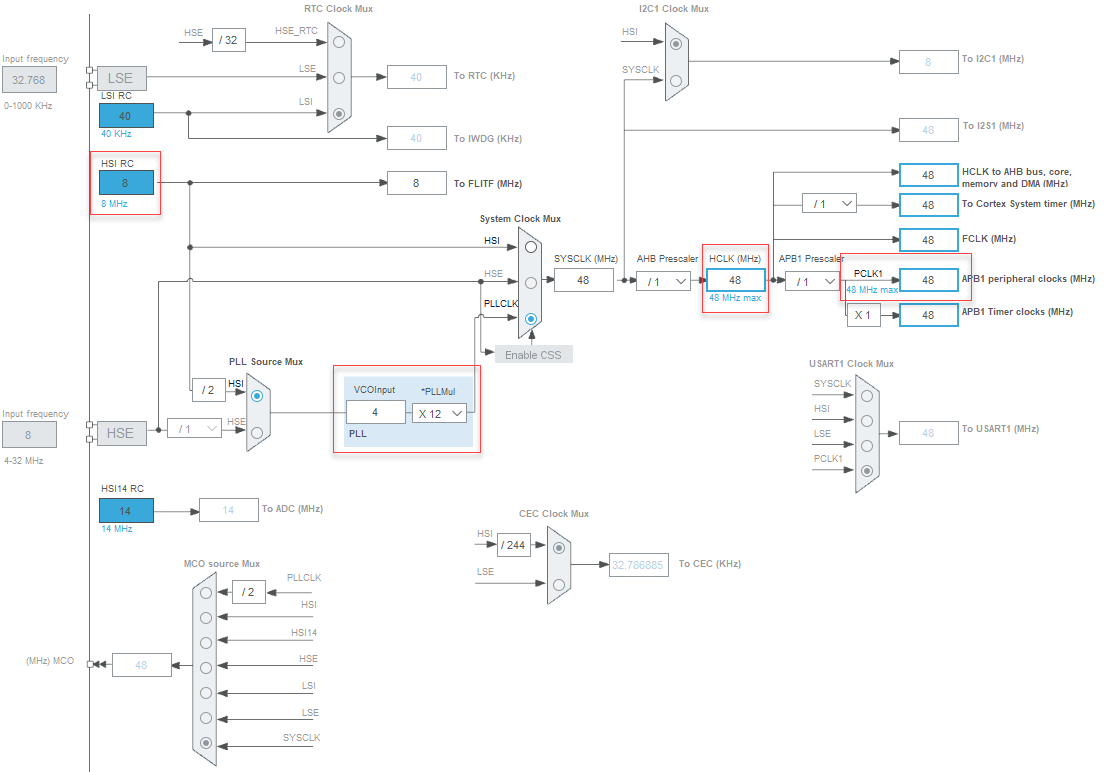 RTC Clock Mux
HSE
/ 32
HSE_RTC
LSE
LSI
40
To RTC (KHz)
40
To IWDG (KHz)
Input frequency
32.768
0-1000 KHz
LSE
LSI RC
40
40 KHz
HSI RC
8
8 MHz
8
To FLITF (MHz)
I2C1 Clock Mux
HSI
SYSCLK
8
To I2C1 (MHz)
48
To I2S1 (MHz)
System Clock Mux
HSI
HSE
PLLCLK
Enable CSS
SYSCLK (MHz)
48
AHB Prescaler
/ 1
HCLK (MHz)
48
48 MHz max
APB1 Prescaler
/ 1
48
HCLK to AHB bus, core,
memory and DMA (MHz)
/ 1
48
To Cortex System timer (MHz)
48
FCLK (MHz)
PCLK1
48 MHz max
48
APB1 peripheral clocks (MHz)
X 1
48
APB1 Timer clocks (MHz)
PLL Source Mux
/ 2
HSI
/ 1
HSE
VCOInput
*PLLMul
4
X 12
PLL
Input frequency
8
4-32 MHz
HSE
HSI14 RC
14
14 MHz
14
To ADC (MHz)
USART1 Clock Mux
SYSCLK
HSI
LSE
PCLK1
48
To USART1 (MHz)
CEC Clock Mux
HSI
/ 244
LSE
32.786885
To CEC (KHz)
MCO source Mux
/ 2
PLLCLK
HSI
HSI14
HSE
LSI
LSE
SYSCLK
(MHz) MCO
48